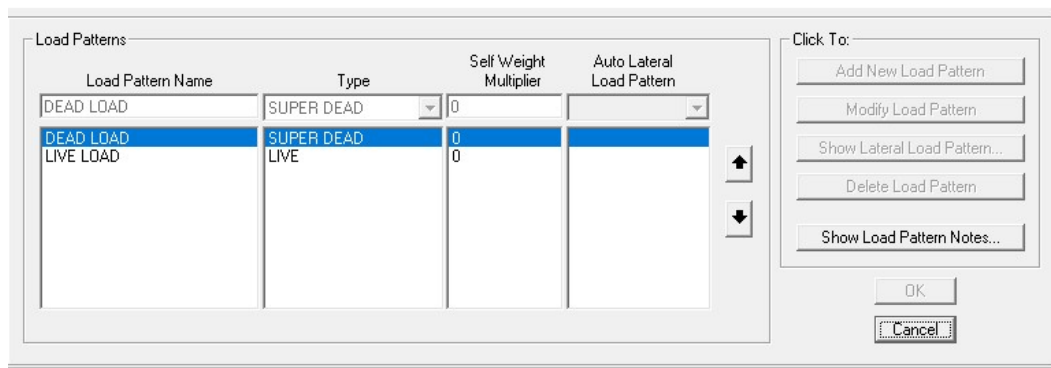 Load Patterns
Load Pattern Name Type Self Weight Multiplier Auto Lateral Load Pattern
DEAD LOAD SUPER DEAD 0
DEAD LOAD SUPER DEAD 0
LIVE LOAD LIVE 0
Click To:
Add New Load Pattern
Modify Load Pattern
Show Lateral Load Pattern...
Delete Load Pattern
Show Load Pattern Notes...
OK
Cancel